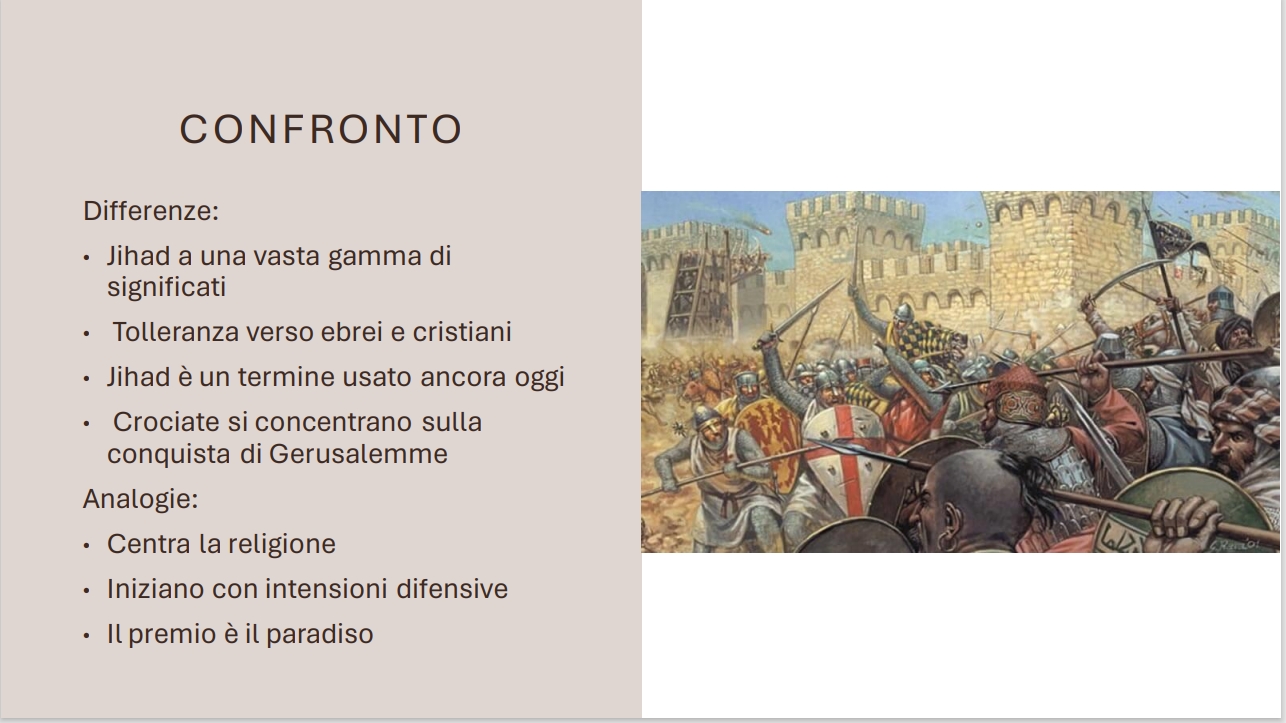 CONFRONTO
Differenze:
• Jihad a una vasta gamma di
significati
• Tolleranza verso ebrei e cristiani
• Jihad è un termine usato ancora oggi
• Crociate si concentrano sulla
conquista di Gerusalemme
Analogie:
• Centra la religione
• Iniziano con intensioni difensive
• Il premio è il paradiso